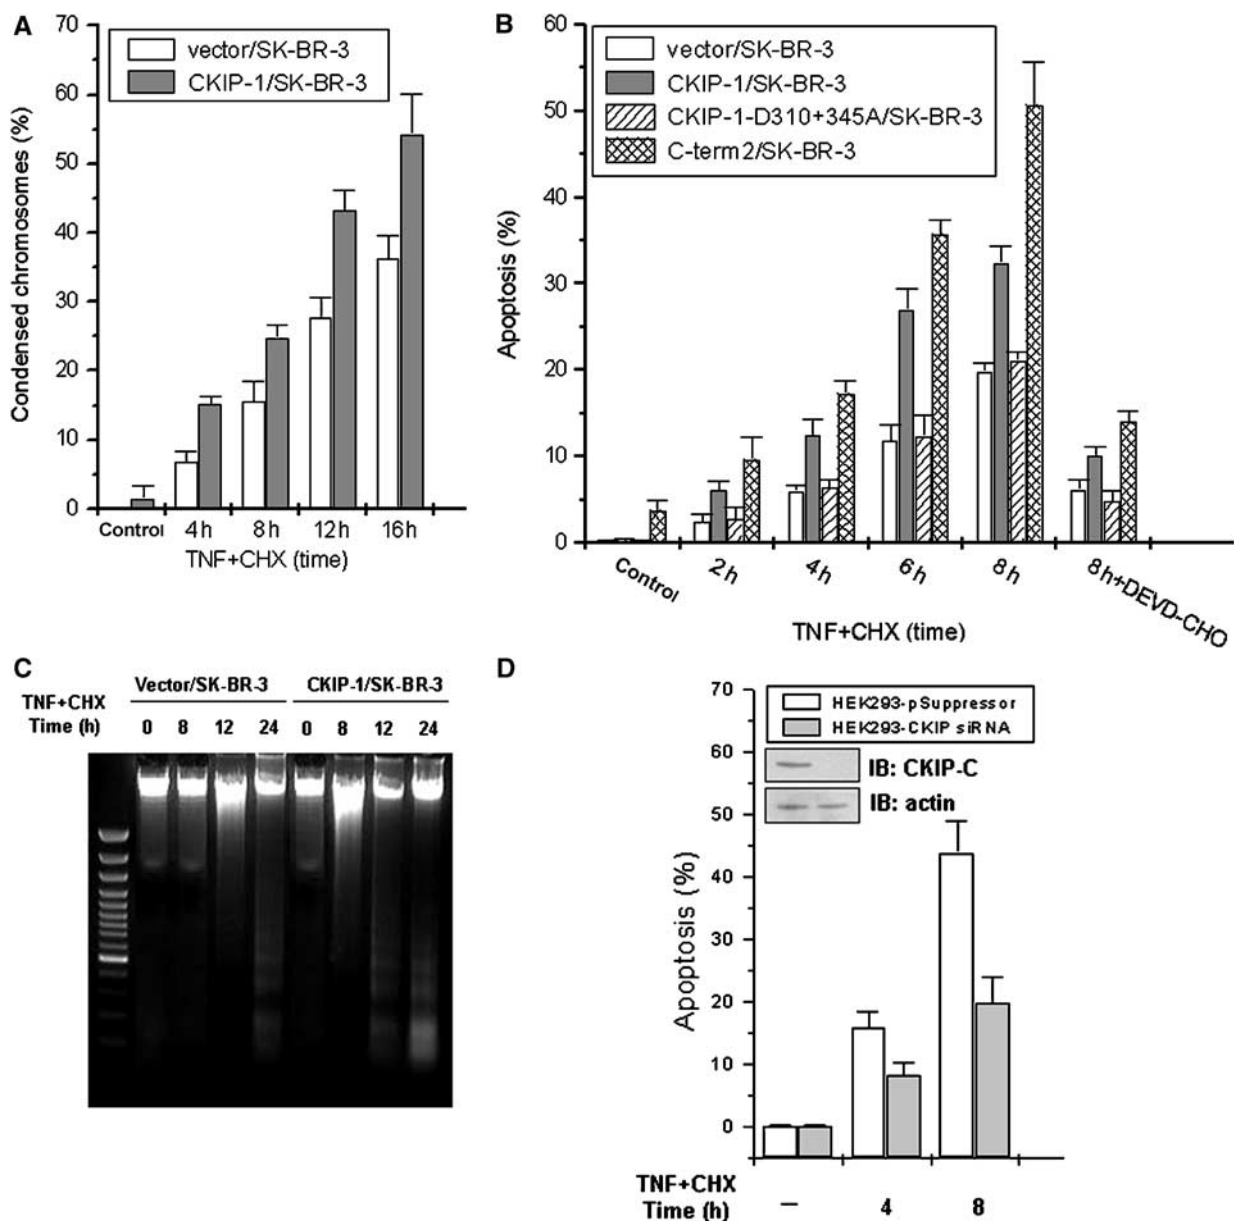 A
70
60
50
40
30
20
10
0
Condensed chromosomes (%)
vector/SK-BR-3
CKIP-1/SK-BR-3
Control
4h
8h
12h
16h
TNF+CHX (time)
B
60
50
40
30
20
10
0
Apoptosis (%)
vector/SK-BR-3
CKIP-1/SK-BR-3
CKIP-1-D310+345A/SK-BR-3
C-term2/SK-BR-3
Control
2h
4h
6h
8h
8h+DEVD-CHO
TNF+CHX (time)
C
Vector/SK-BR-3 CKIP-1/SK-BR-3
TNF+CHX
Time (h) 0 8 12 24 0 8 12 24
D
70
60
50
40
30
20
10
0
Apoptosis (%)
HEK293-pSuppressor
HEK293-CKIP siRNA
IB: CKIP-C
IB: actin
TNF+CHX
Time (h) – 4 8